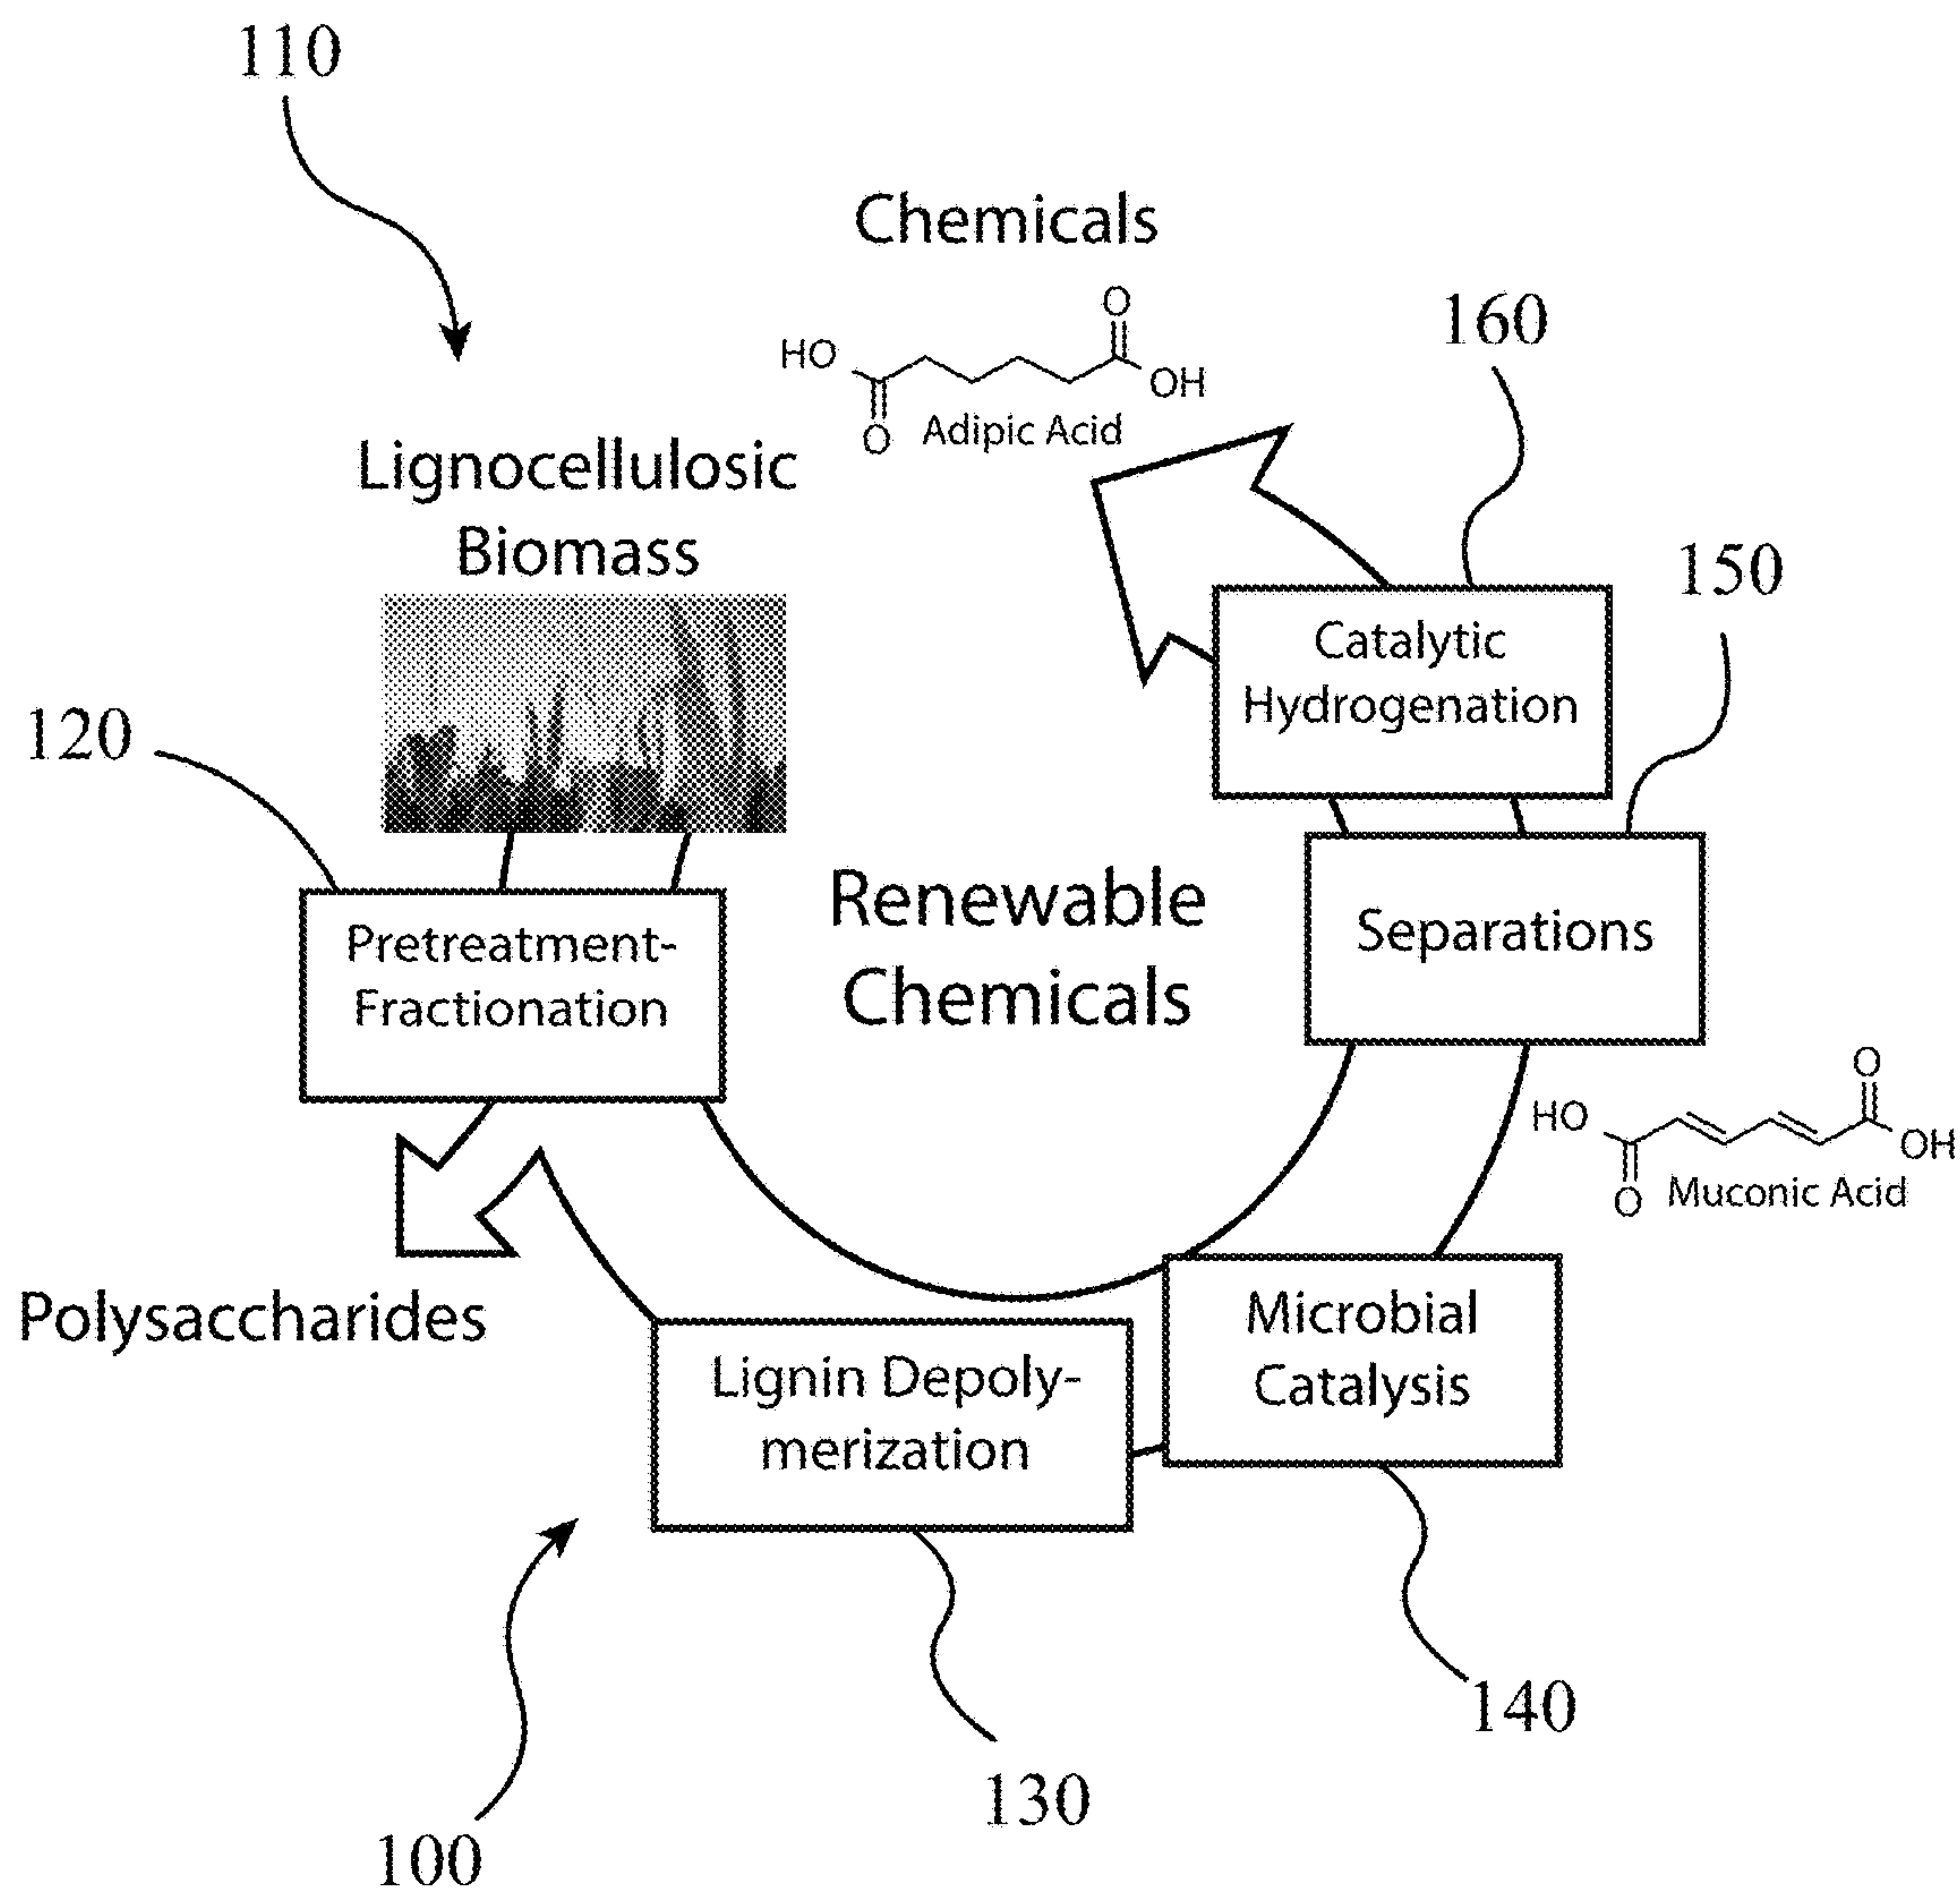 110
Chemicals
O
HO
OH
O
Adipic Acid
160
Lignocellulosic
Biomass
150
Catalytic
Hydrogenation
120
Renewable
Chemicals
Separations
Pretreatment-
Fractionation
O
HO
OH
O
Muconic Acid
Polysaccharides
Microbial
Catalysis
Lignin Depoly-
merization
140
130
100